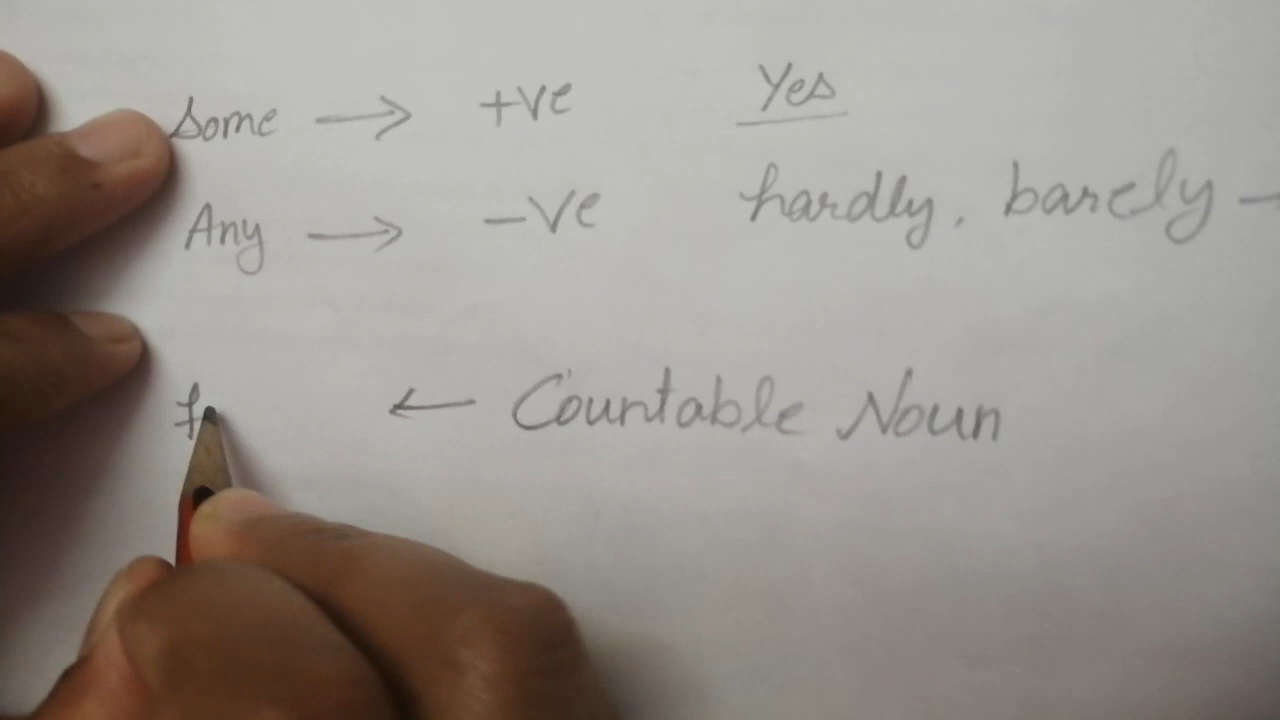 Some → +ve Yes
Any → -ve hardly, barely -
f ← Countable Noun